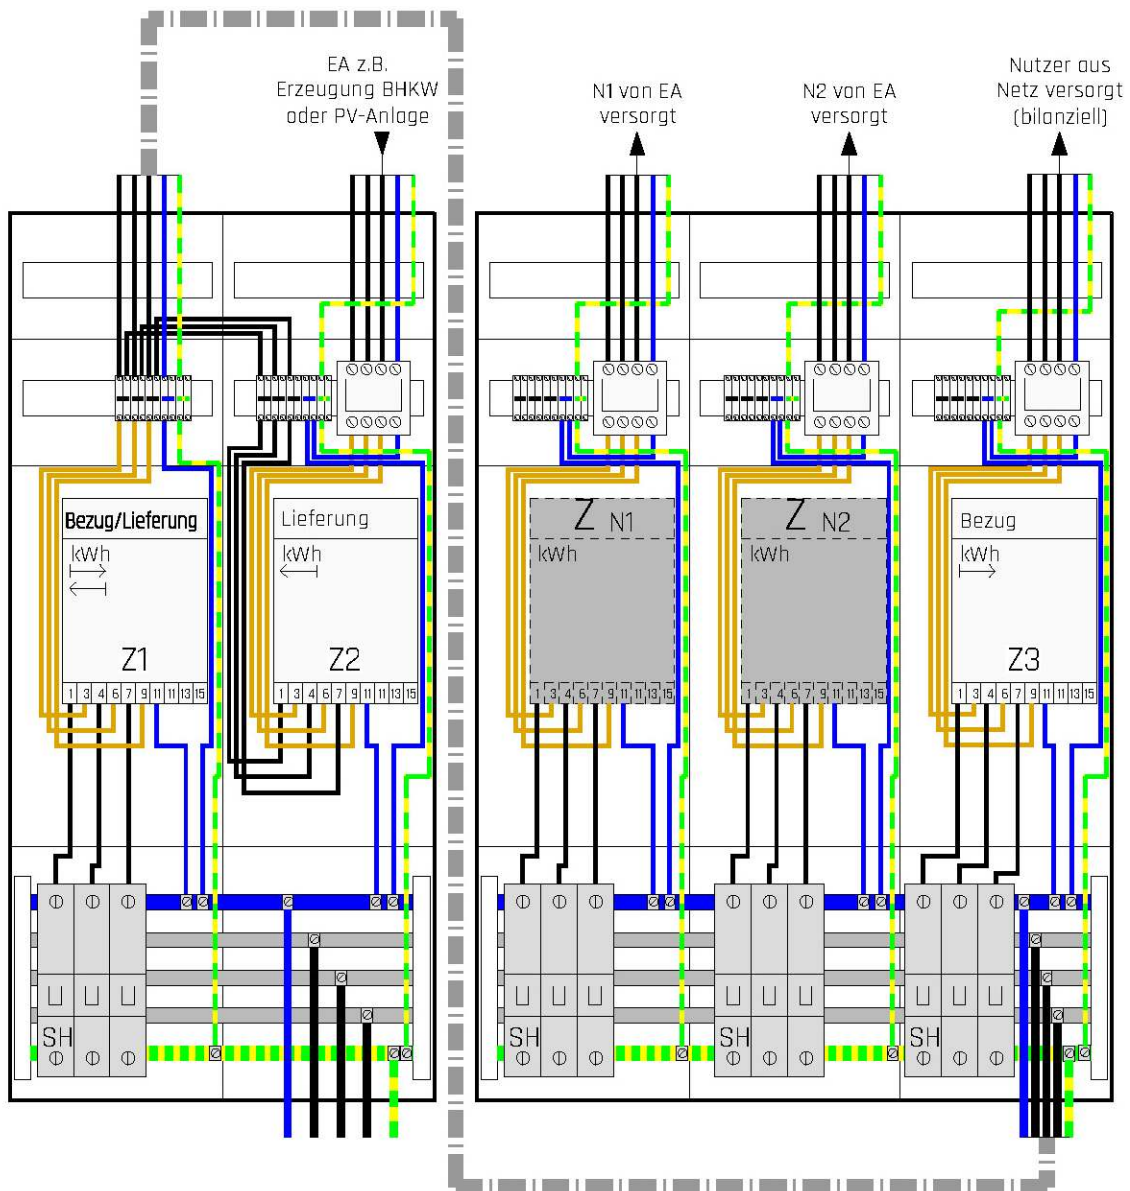 EA z.B.
Erzeugung BHKW
oder PV-Anlage
N1 von EA
versorgt
N2 von EA
versorgt
Nutzer aus
Netz versorgt
(bilanziell)
Bezug/Lieferung
kWh
Z1
1 3 4 6 7 9 11 11 13 15
Lieferung
kWh
Z2
1 3 4 6 7 9 11 11 13 15
Z N1
kWh
1 3 4 6 7 9 11 11 13 15
Z N2
kWh
1 3 4 6 7 9 11 11 13 15
Bezug
kWh
Z3
1 3 4 6 7 9 11 11 13 15
SH
SH
SH
SH